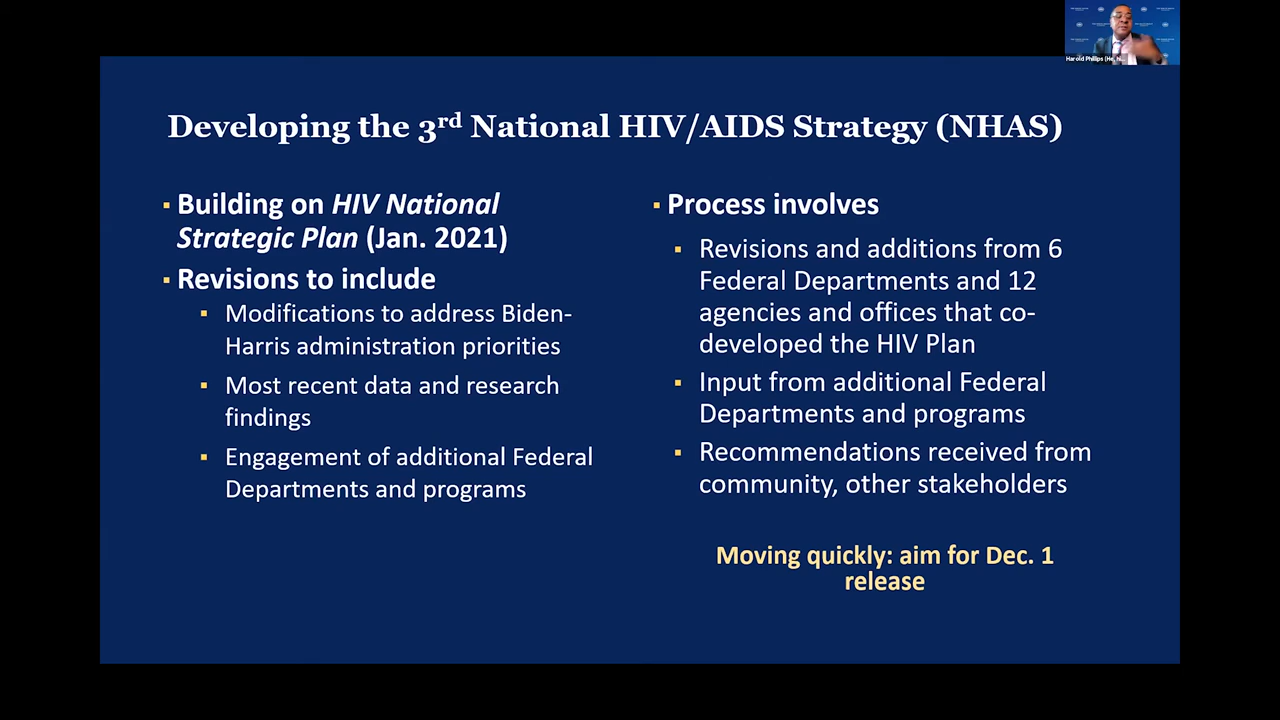 Harold Phillips (He, hi...
Developing the 3rd National HIV/AIDS Strategy (NHAS)
▪ Building on HIV National
Strategic Plan (Jan. 2021)
▪ Revisions to include
▪ Modifications to address Biden-
Harris administration priorities
▪ Most recent data and research
findings
▪ Engagement of additional Federal
Departments and programs
▪ Process involves
▪ Revisions and additions from 6
Federal Departments and 12
agencies and offices that co-
developed the HIV Plan
▪ Input from additional Federal
Departments and programs
▪ Recommendations received from
community, other stakeholders
Moving quickly: aim for Dec. 1
release